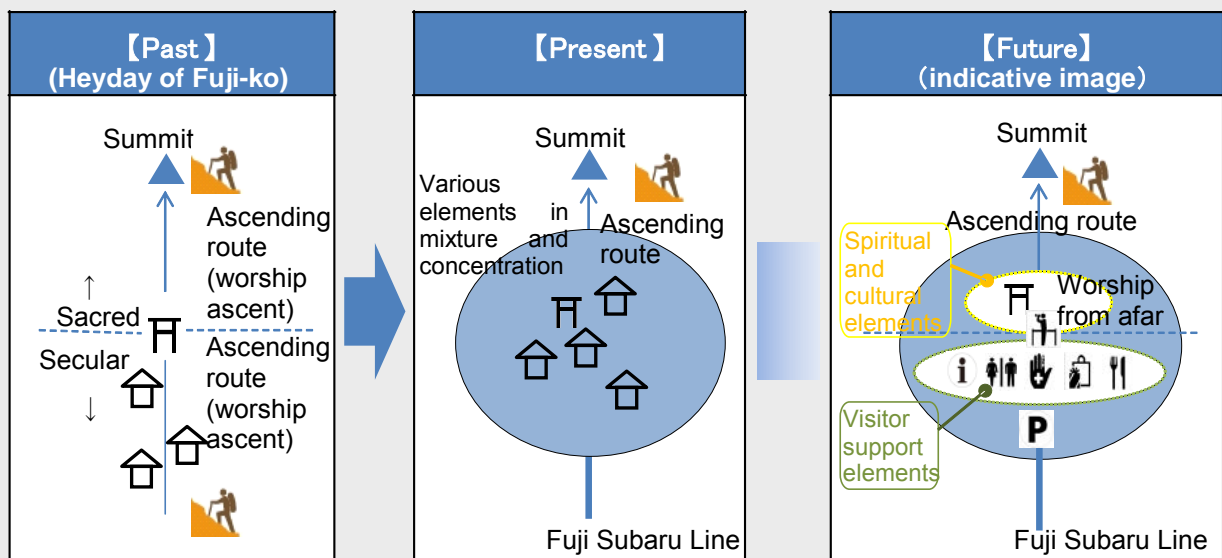 【Past】
(Heyday of Fuji-ko)
Summit
Ascending
route
(worship
ascent)
↑
Sacred
Secular
↓
Ascending
route
(worship
ascent)
【Present】
Summit
Various
elements in
mixture and
concentration
Ascending
route
Fuji Subaru Line
【Future】
(indicative image)
Summit
Ascending route
Spiritual
and
cultural
elements
Worship
from afar
i
Visitor
support
elements
P
Fuji Subaru Line